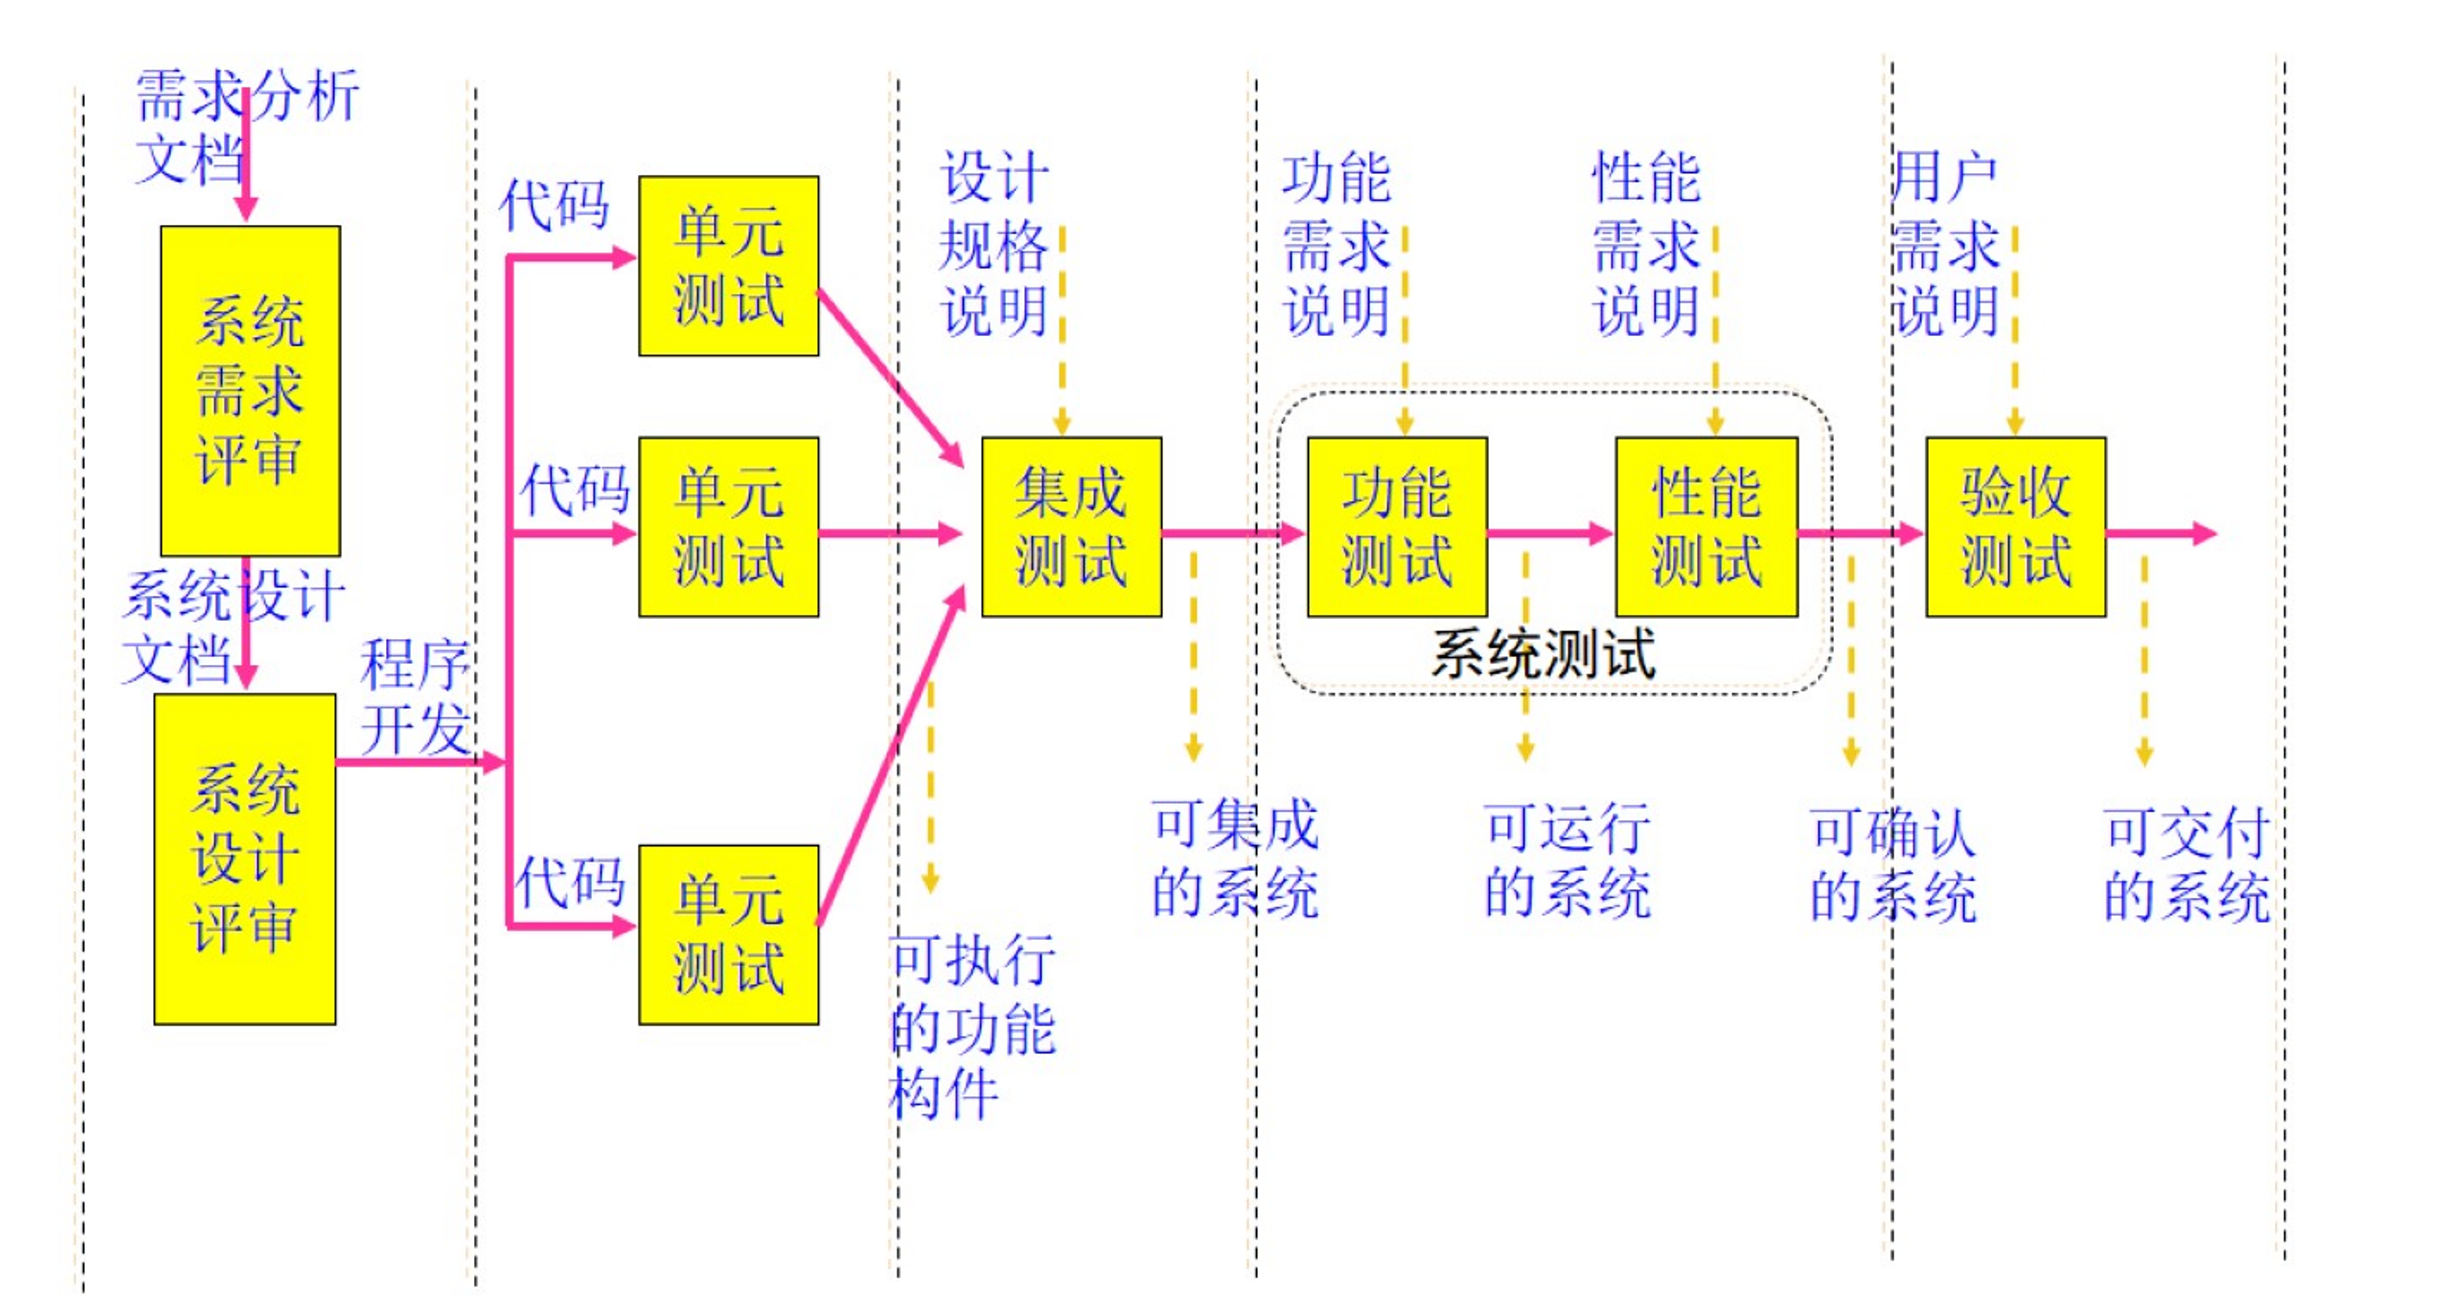 需求分析
文档
系统
需求
评审
系统设计
文档
系统
设计
评审
程序
开发
代码
单元
测试
代码
单元
测试
代码
单元
测试
可执行
的功能
构件
设计
规格
说明
集成
测试
可集成
的系统
功能
需求
说明
功能
测试
可运行
的系统
性能
需求
说明
性能
测试
系统测试
可确认
的系统
用户
需求
说明
验收
测试
可交付
的系统